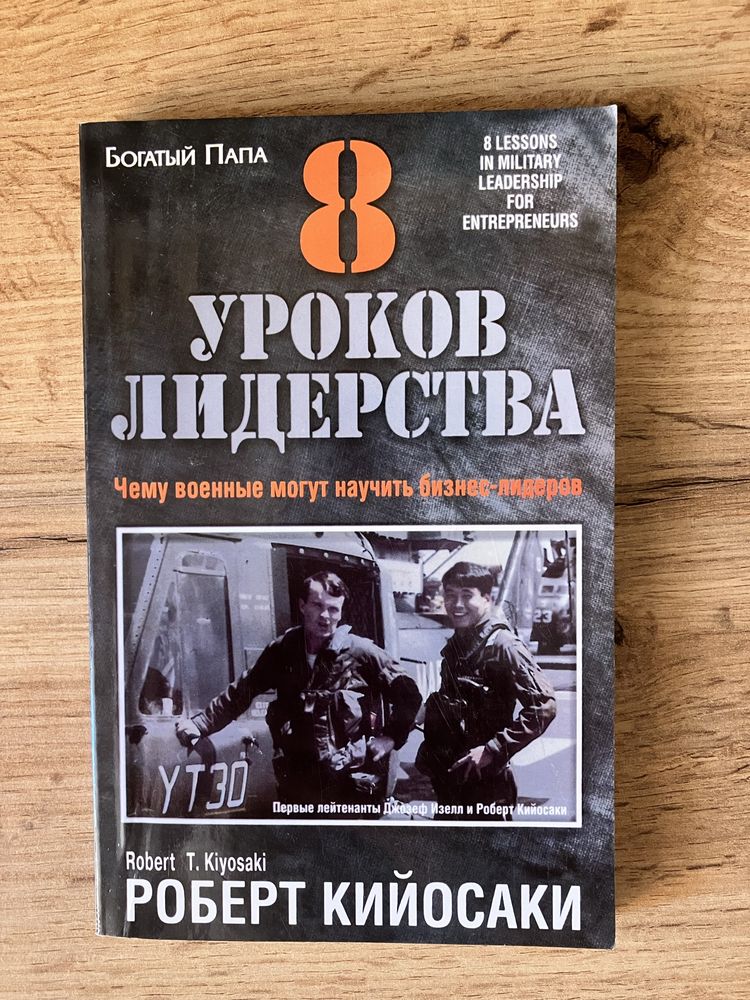 Богатый Папа
8
8 LESSONS
IN MILITARY
LEADERSHIP
FOR
ENTREPRENEURS
УРОКОВ
ЛИДЕРСТВА
Чему военные могут научить бизнес-лидеров
YT30
23
Первые лейтенанты Джозеф Изелл и Роберт Кийосаки
Robert T. Kiyosaki
РОБЕРТ КИЙОСАКИ